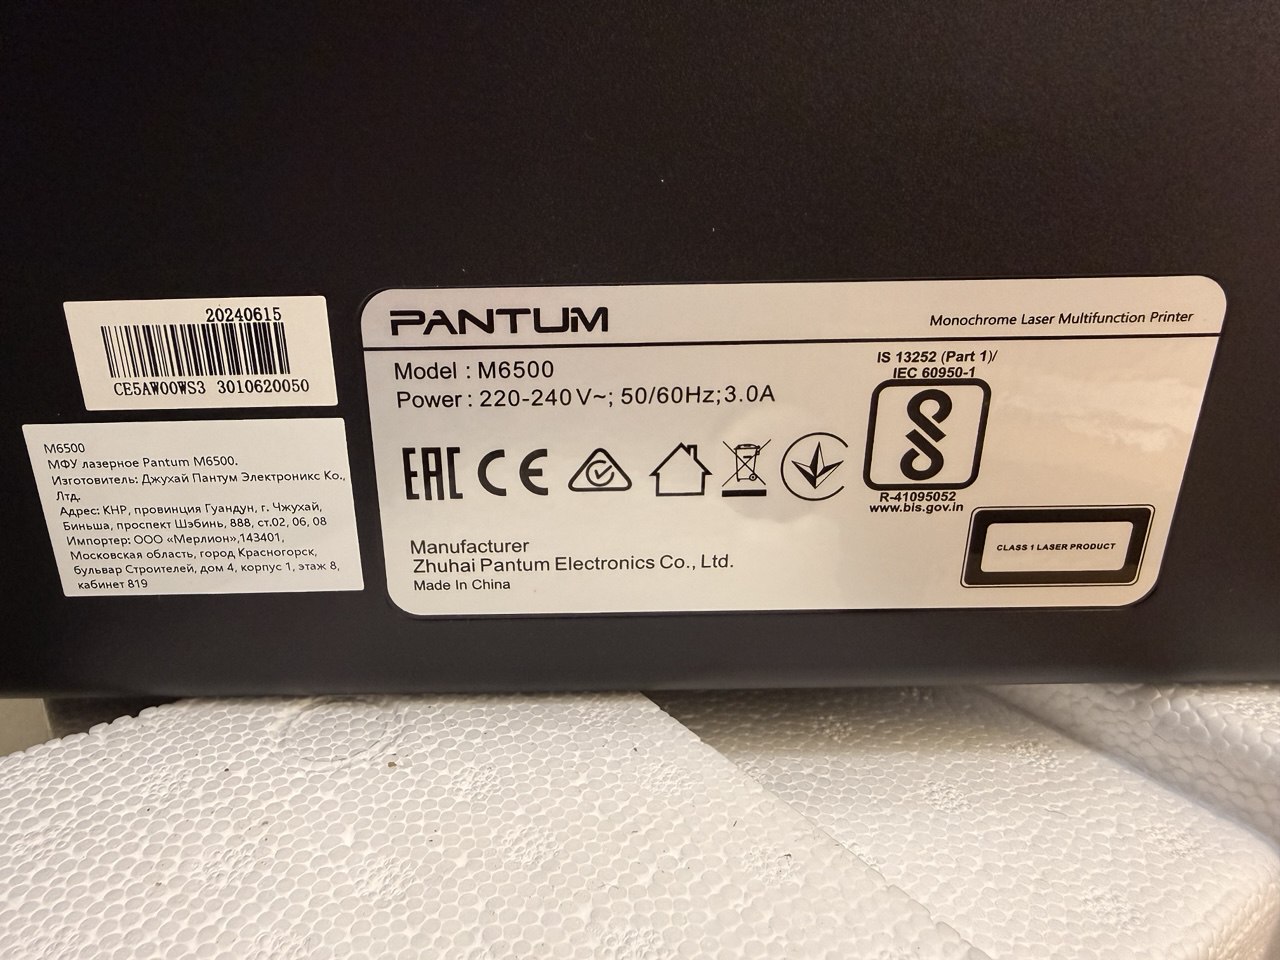 20240615
CE5AW00WS3 3010620050
M6500
МФУ лазерное Pantum M6500.
Изготовитель: Джухай Пантум Электроникс Ко.,
Лтд.
Адрес: КНР, провинция Гуандун, г. Чжухай,
Биньша, проспект Шэбинь, 888, ст.02, 06, 08
Импортер: ООО «Мерлион»,143401,
Московская область, город Красногорск,
бульвар Строителей, дом 4, корпус 1, этаж 8,
кабинет 819
PANTUM
Monochrome Laser Multifunction Printer
Model : M6500
Power : 220-240V~; 50/60Hz;3.0A
IS 13252 (Part 1)/
IEC 60950-1
EAC CE
R-41095052
www.bis.gov.in
Manufacturer
Zhuhai Pantum Electronics Co., Ltd.
Made In China
CLASS 1 LASER PRODUCT